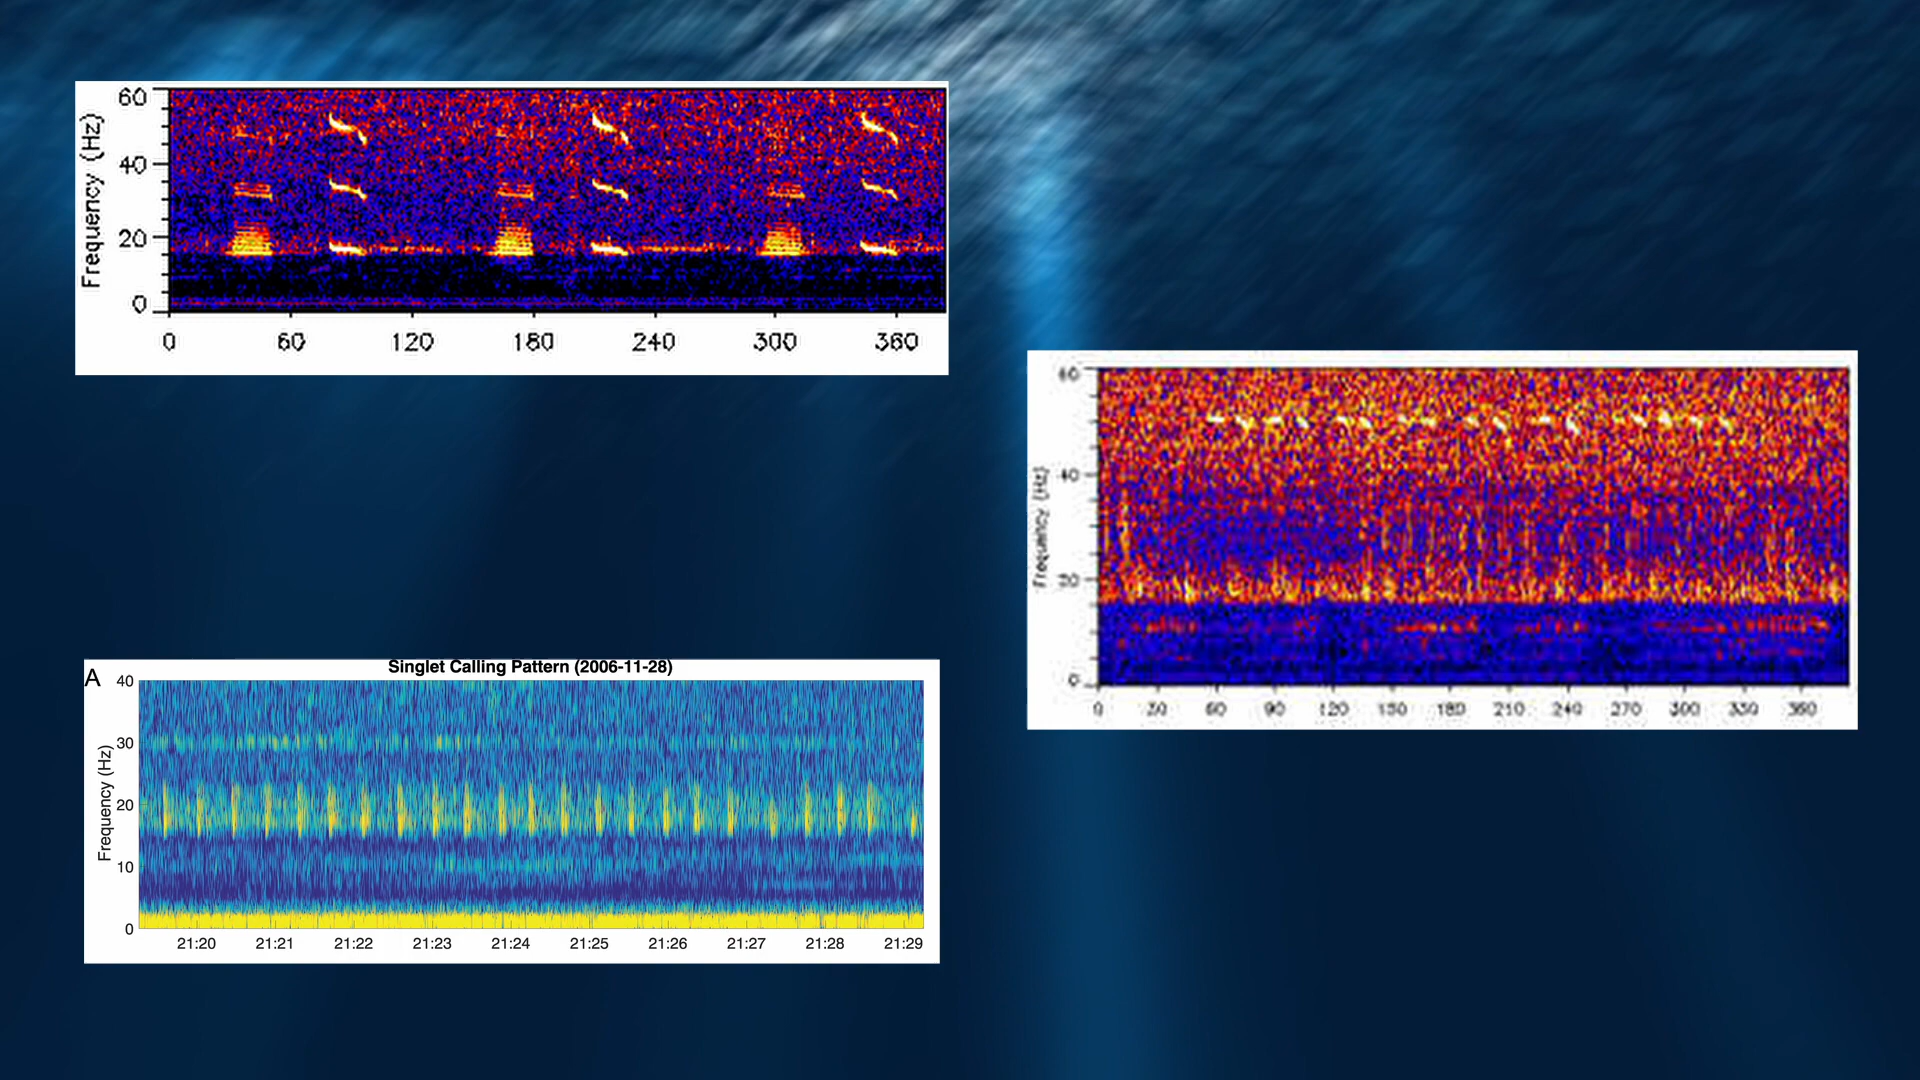 60
40
20
0
Frequency (Hz)
0 60 120 180 240 300 360
60
40
20
0
Frequency (Hz)
0 30 60 90 120 150 180 210 240 270 300 330 360
A
Singlet Calling Pattern (2006-11-28)
40
30
20
10
0
Frequency (Hz)
21:20 21:21 21:22 21:23 21:24 21:25 21:26 21:27 21:28 21:29